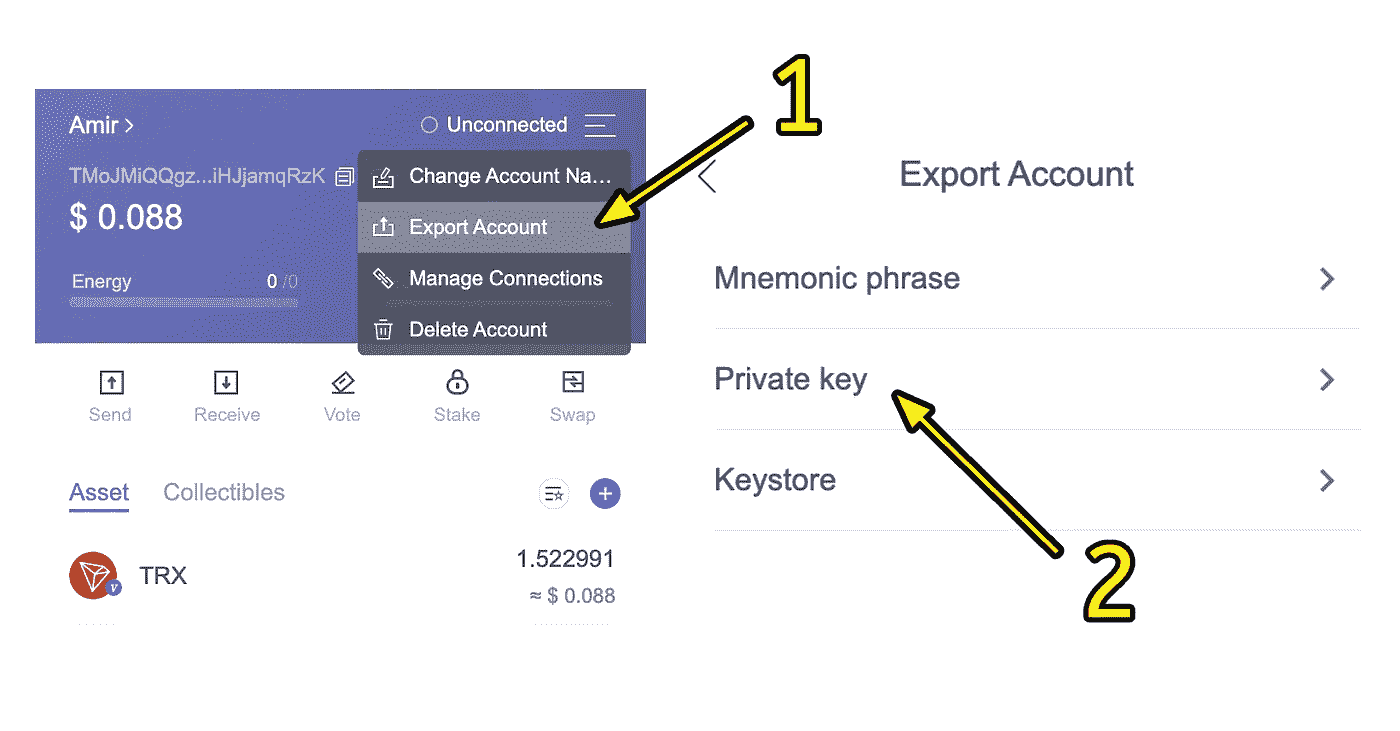 1
Amir
Unconnected
TMoJMiQQgz...iHJjamqRzK
Change Account Na...
$ 0.088
Export Account
Energy 0 /0
Manage Connections
Delete Account
Send Receive Vote Stake Swap
Asset Collectibles
TRX 1.522991
≈ $ 0.088
Export Account
Mnemonic phrase
Private key
Keystore
2